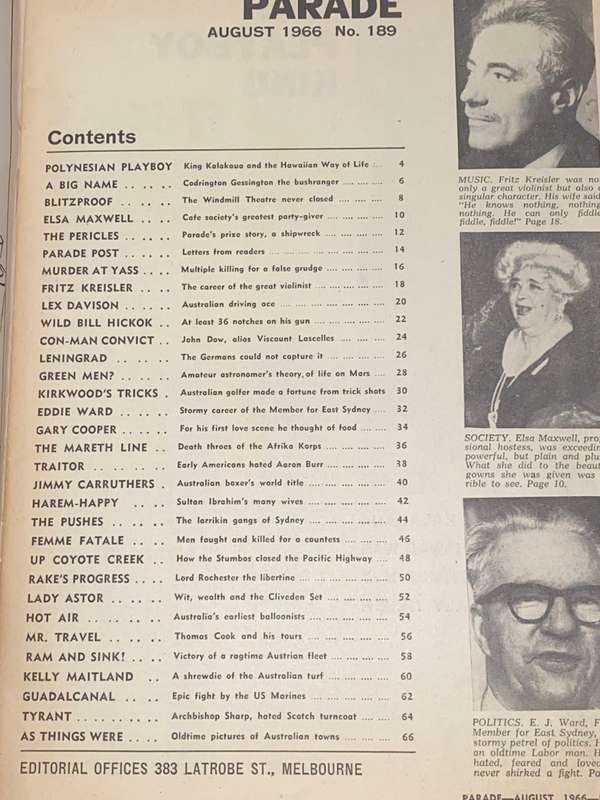 PARADE
AUGUST 1966 No. 189
Contents
POLYNESIAN PLAYBOY King Kalakaua and the Hawaiian Way of Life .... 4
A BIG NAME .. .. .. Codrington Gessington the bushranger .... .... .... 6
BLITZPROOF .. .. .. The Windmill Theatre never closed .... .... .... 8
ELSA MAXWELL .. .. Cafe society's greatest party-giver .... .... .... 10
THE PERICLES .. .. Parade's prize story, a shipwreck .... .... .... 12
PARADE POST .. .. Letters from readers .... .... .... .... .... .... 14
MURDER AT YASS .. .. Multiple killing for a false grudge .... .... .... 16
FRITZ KREISLER .. .. The career of the great violinist .... .... .... 18
LEX DAVISON .. .. .. Australian driving ace .... .... .... .... .... 20
WILD BILL HICKOK .. At least 36 notches on his gun .... .... .... .... 22
CON-MAN CONVICT .. John Dow, alias Viscount Lascelles .... .... .... 24
LENINGRAD .. .. .. The Germans could not capture it .... .... .... 26
GREEN MEN? .. .. .. Amateur astronomer's theory, of life on Mars .... 28
KIRKWOOD'S TRICKS . Australian golfer made a fortune from trick shots 30
EDDIE WARD .. .. .. Stormy career of the Member for East Sydney .... 32
GARY COOPER .. .. .. For his first love scene he thought of food .... .... 34
THE MARETH LINE .. .. Death throes of the Afrika Korps .... .... .... 36
TRAITOR .. .. .. .. Early Americans hated Aaron Burr .... .... .... 38
JIMMY CARRUTHERS . Australian boxer's world title .... .... .... .... 40
HAREM-HAPPY .. .. Sultan Ibrahim's many wives .... .... .... .... 42
THE PUSHES .. .. .. The larrikin gangs of Sydney .... .... .... .... 44
FEMME FATALE .. .. Men fought and killed for a countess .... .... .... 46
UP COYOTE CREEK .. How the Stumbos closed the Pacific Highway .... .... 48
RAKE'S PROGRESS .. .. Lord Rochester the libertine .... .... .... .... .... 50
LADY ASTOR .. .. .. Wit, wealth and the Cliveden Set .... .... .... .... 52
HOT AIR .. .. .. .. Australia's earliest balloonists .... .... .... .... 54
MR. TRAVEL .. .. .. Thomas Cook and his tours .... .... .... .... .... 56
RAM AND SINK! .. .. Victory of a ragtime Austrian fleet .... .... .... 58
KELLY MAITLAND .. A shrewdie of the Australian turf .... .... .... .... 60
GUADALCANAL .. .. Epic fight by the US Marines .... .... .... .... 62
TYRANT .. .. .. .. .. Archbishop Sharp, hated Scotch turncoat .... .... 64
AS THINGS WERE .. .. Oldtime pictures of Australian towns .... .... .... 66
EDITORIAL OFFICES 383 LATROBE ST., MELBOURNE
MUSIC. Fritz Kreisler was no
only a great violinist but also
singular character. His wife said
"He knows nothing, nothing
nothing. He can only fiddle
fiddle, fiddle!" Page 18.
SOCIETY. Elsa Maxwell, pro
sional hostess, was exceedin
powerful, but plain and plu
What she did to the beaut
gowns she was given was
rible to see. Page 10.
POLITICS. E. J. Ward, F
Member for East Sydney,
stormy petrel of politics. H
an oldtime Labor man. H
hated, feared and love
never shirked a fight. Pa
PARADE—AUGUST 1966—